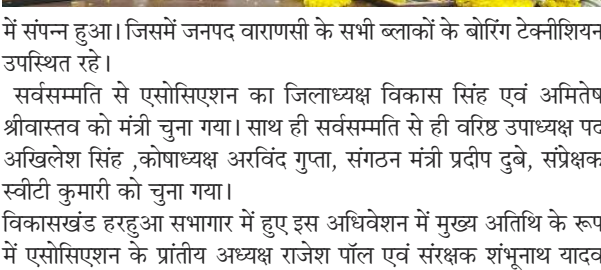 में संपन्न हुआ। जिसमें जनपद वाराणसी के सभी ब्लाकों के बोरिंग टेक्नीशियन
उपस्थित रहे।
सर्वसम्मति से एसोसिएशन का जिलाध्यक्ष विकास सिंह एवं अमितेष
श्रीवास्तव को मंत्री चुना गया। साथ ही सर्वसम्मति से ही वरिष्ठ उपाध्यक्ष पद
अखिलेश सिंह ,कोषाध्यक्ष अरविंद गुप्ता, संगठन मंत्री प्रदीप दुबे, संप्रेक्षक
स्वीटी कुमारी को चुना गया।
विकासखंड हरहुआ सभागार में हुए इस अधिवेशन में मुख्य अतिथि के रूप
में एसोसिएशन के प्रांतीय अध्यक्ष राजेश पॉल एवं संरक्षक शंभूनाथ यादव